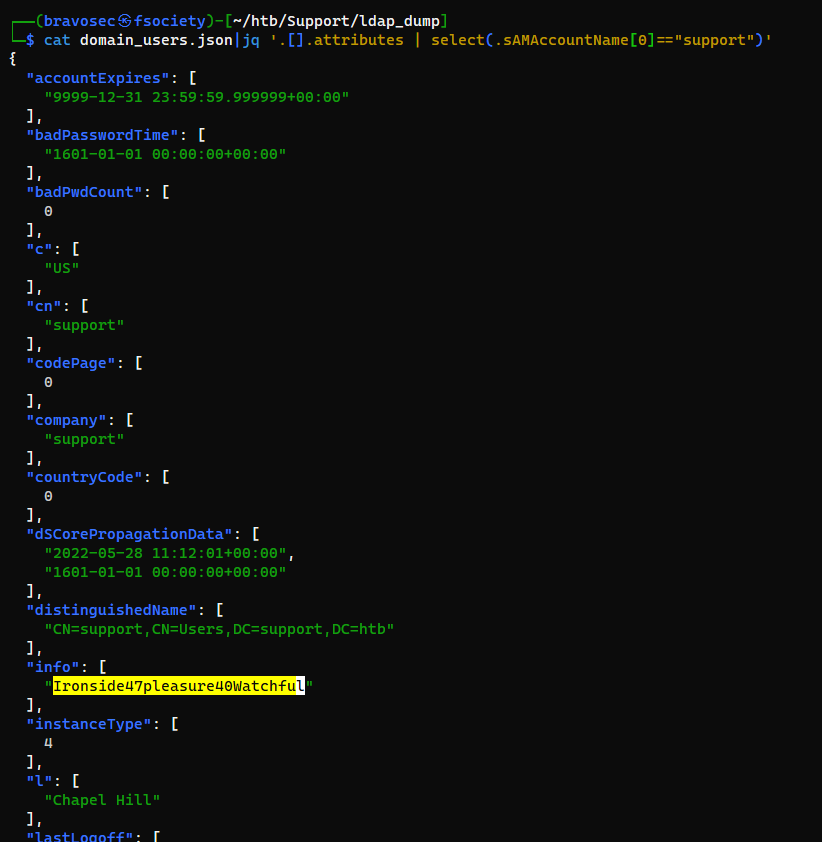 ┌──(bravosec㉿fsociety)-[~/htb/Support/ldap_dump]
└─$ cat domain_users.json|jq '.[].attributes | select(.sAMAccountName[0]=="support")'
{
  "accountExpires": [
    "9999-12-31 23:59:59.999999+00:00"
  ],
  "badPasswordTime": [
    "1601-01-01 00:00:00+00:00"
  ],
  "badPwdCount": [
    0
  ],
  "c": [
    "US"
  ],
  "cn": [
    "support"
  ],
  "codePage": [
    0
  ],
  "company": [
    "support"
  ],
  "countryCode": [
    0
  ],
  "dSCorePropagationData": [
    "2022-05-28 11:12:01+00:00",
    "1601-01-01 00:00:00+00:00"
  ],
  "distinguishedName": [
    "CN=support,CN=Users,DC=support,DC=htb"
  ],
  "info": [
    "Ironside47pleasure40Watchful"
  ],
  "instanceType": [
    4
  ],
  "l": [
    "Chapel Hill"
  ],
  "lastLogoff": [